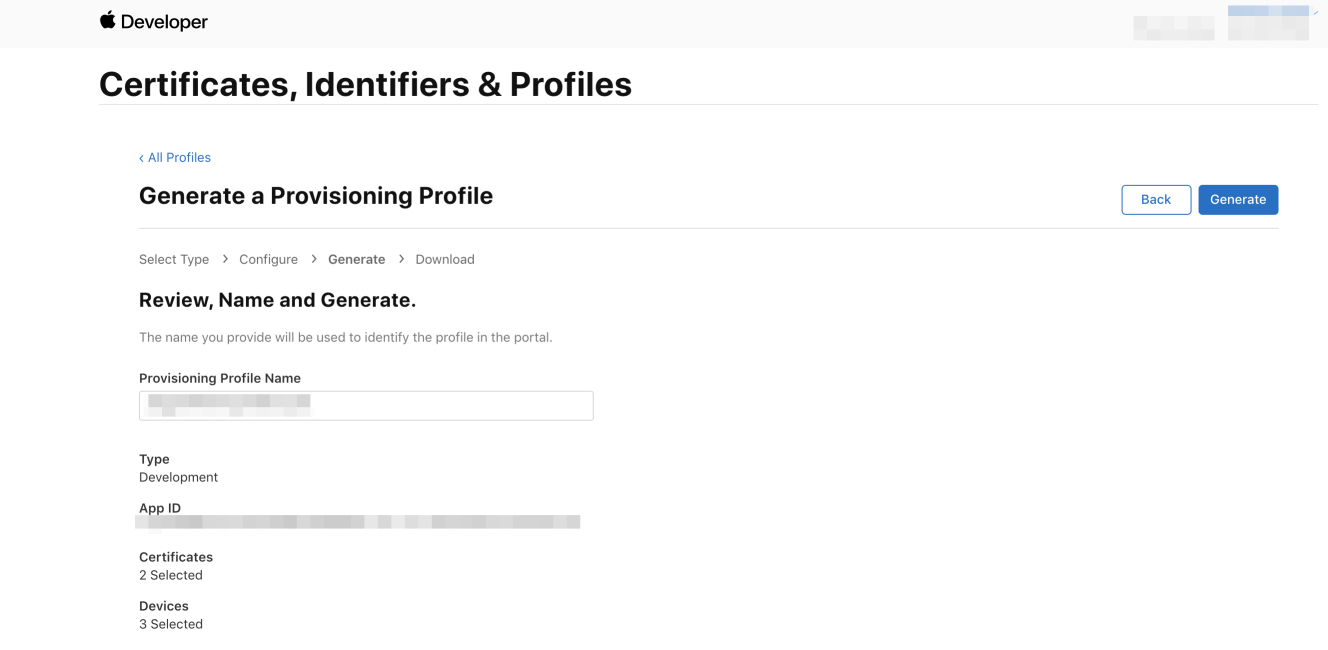 Developer
Certificates, Identifiers & Profiles
‹ All Profiles
Generate a Provisioning Profile
Back
Generate
Select Type > Configure > Generate > Download
Review, Name and Generate.
The name you provide will be used to identify the profile in the portal.
Provisioning Profile Name
Type
Development
App ID
Certificates
2 Selected
Devices
3 Selected